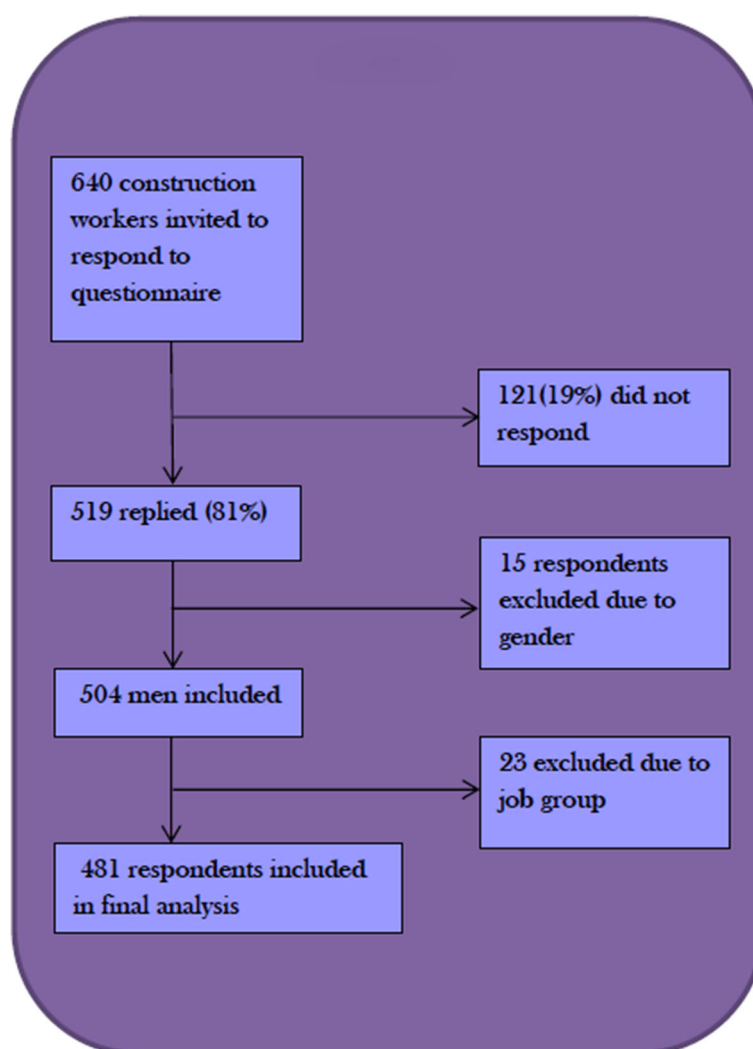 640 construction
workers invited to
respond to
questionnaire
121(19%) did not
respond
519 replied (81%)
15 respondents
excluded due to
gender
504 men included
23 excluded due to
job group
481 respondents included
in final analysis